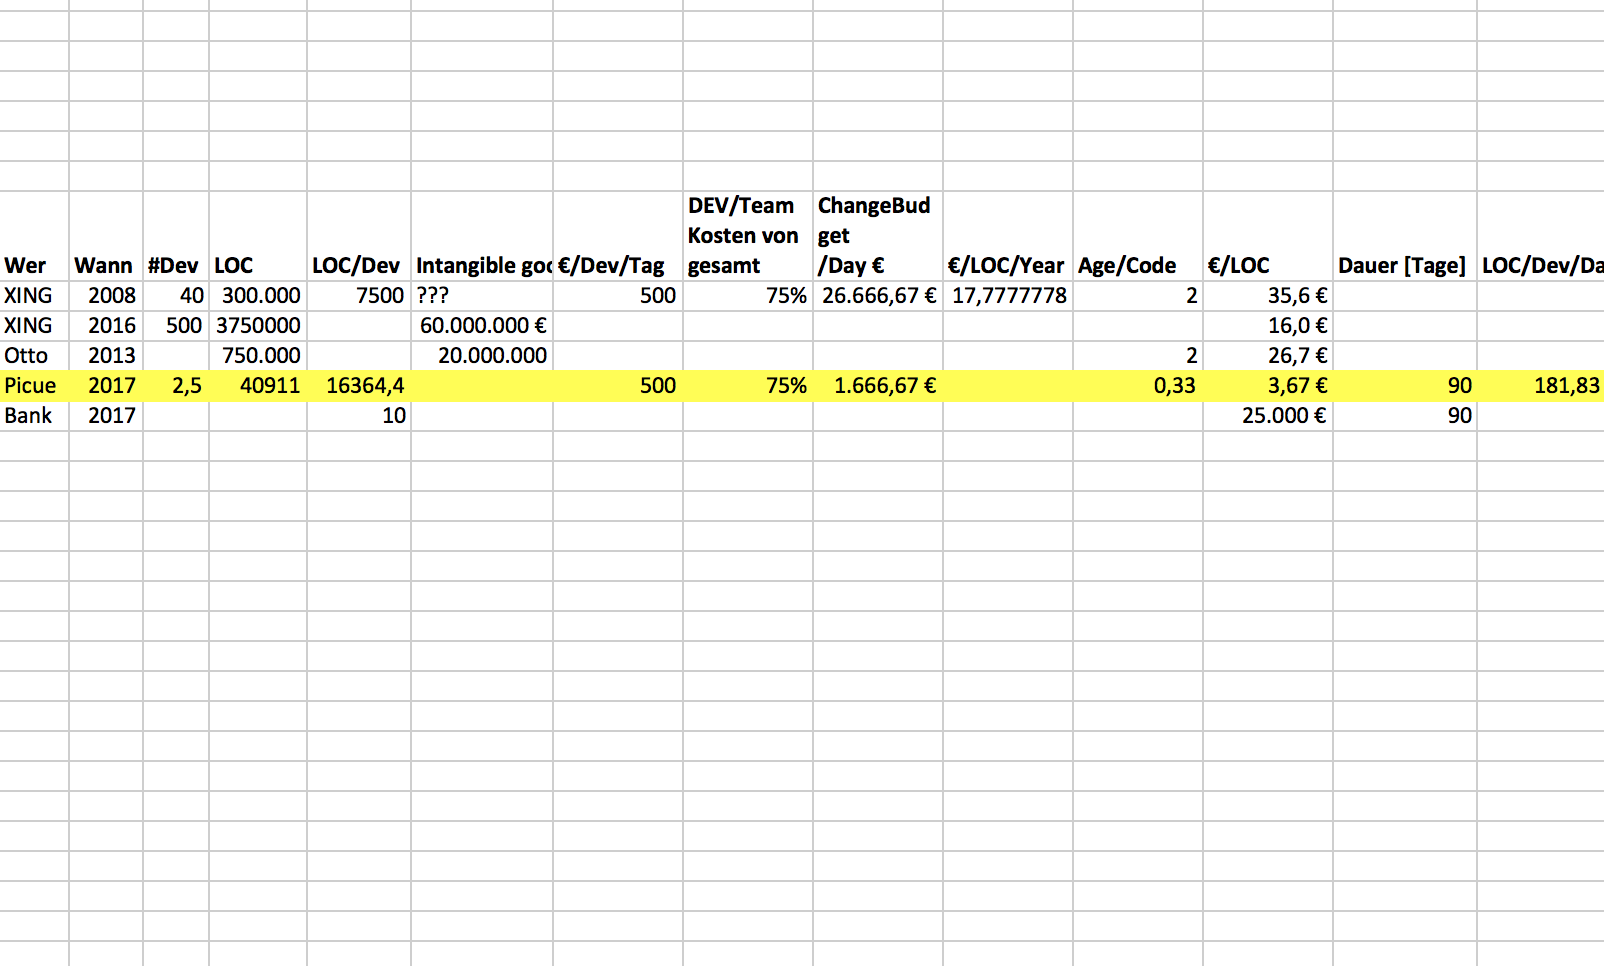 DEV/Team ChangeBud
Kosten von get
Wer Wann #Dev LOC LOC/Dev Intangible goo €/Dev/Tag gesamt /Day € €/LOC/Year Age/Code €/LOC Dauer [Tage] LOC/Dev/Da
XING 2008 40 300.000 7500 ??? 500 75% 26.666,67 € 17,7777778 2 35,6 €
XING 2016 500 3750000 60.000.000 € 16,0 €
Otto 2013 750.000 20.000.000 2 26,7 €
Picue 2017 2,5 40911 16364,4 500 75% 1.666,67 € 0,33 3,67 € 90 181,83
Bank 2017 10 25.000 € 90